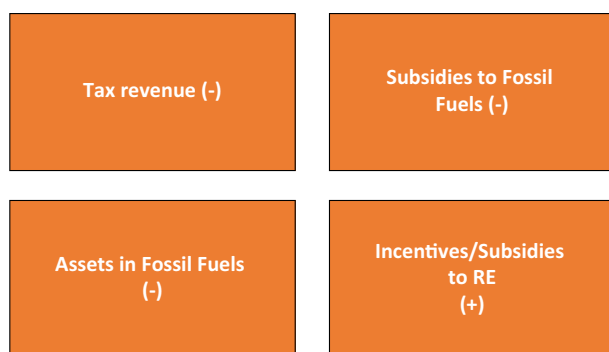 Tax revenue (-)
Subsidies to Fossil
Fuels (-)
Assets in Fossil Fuels
(-)
Incentives/Subsidies
to RE
(+)